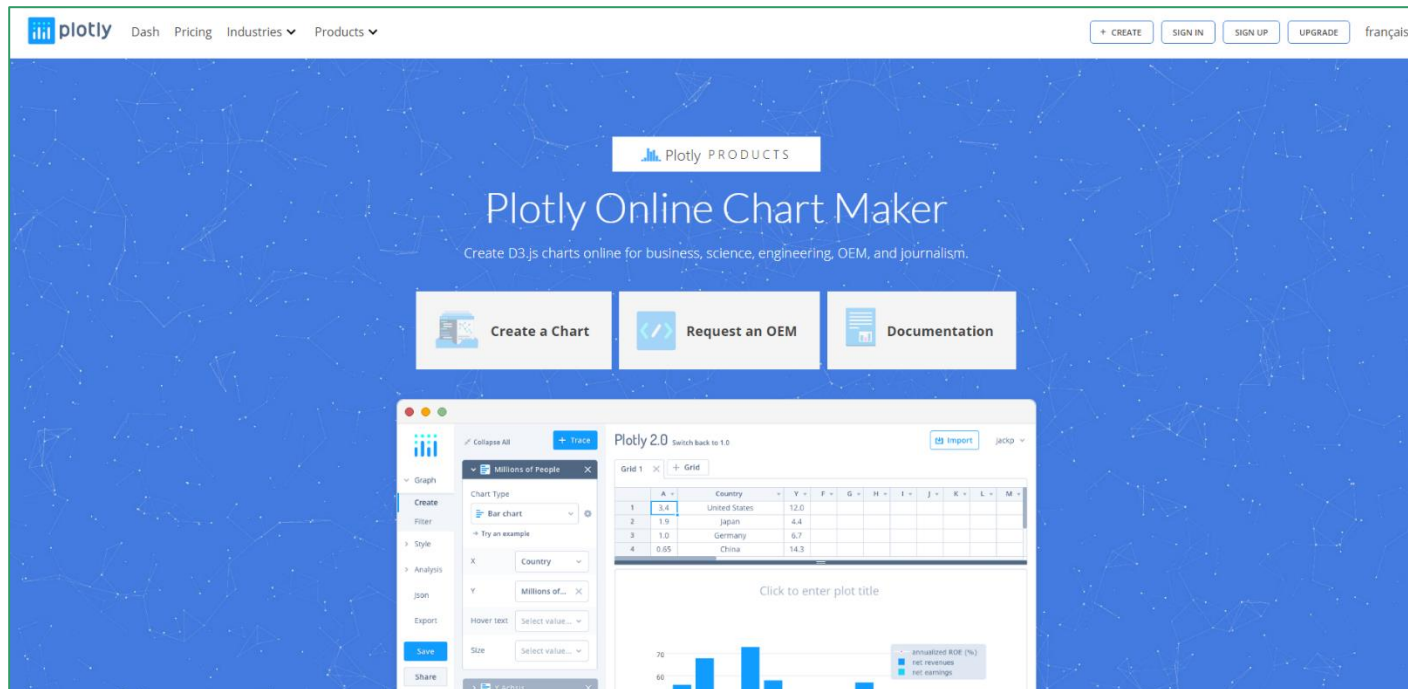 plotly Dash Pricing Industries Products + CREATE SIGN IN SIGN UP UPGRADE français
Plotly PRODUCTS
Plotly Online Chart Maker
Create D3.js charts online for business, science, engineering, OEM, and journalism.
Create a Chart
</> Request an OEM
Documentation
Graph
Create
Filter
Style
Analysis
Json
Export
Save
Share
Collapse All + Trace
Millions of People
Chart Type
Bar chart
Try an example
X Country
Y Millions of...
Hover text Select value...
Size Select value...
Plotly 2.0 Switch back to 1.0 Import jackp
Grid 1 + Grid
A Country Y F G H I J K L M
1 3.4 United States 12.0
2 1.9 Japan 4.4
3 1.0 Germany 6.7
4 0.65 China 14.3
Click to enter plot title
70
60
annualized ROE (%)
net revenues
net earnings